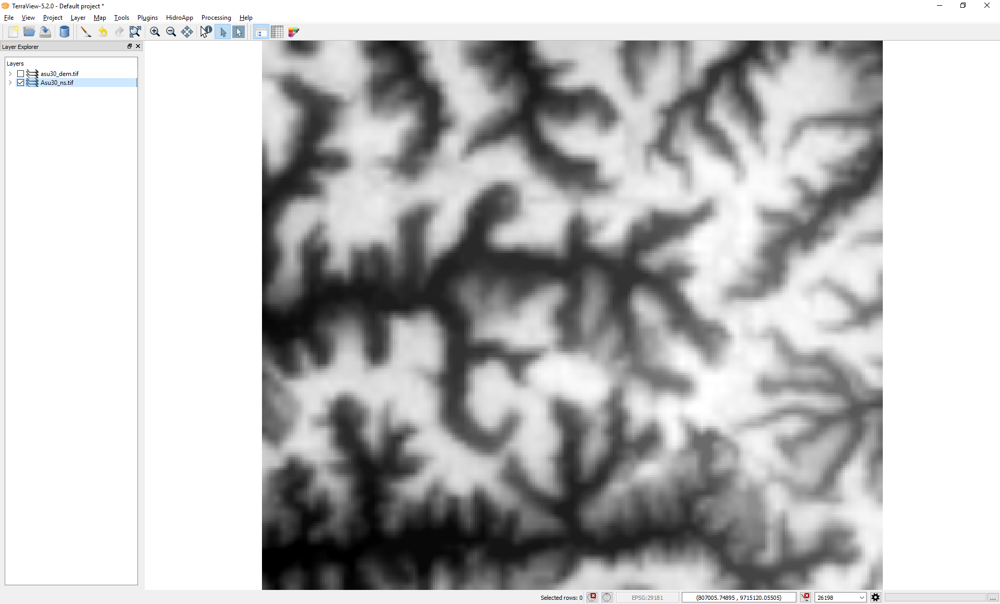 TerraView-5.2.0 - Default project *
File View Project Layer Map Tools Plugins HidroApp Processing Help
Layer Explorer
Layers
asu30_dem.tif
Asu30_ns.tif
Selected rows: 0 EPSG:29181 (807005.74895 , 9715120.05505) 26198 ...